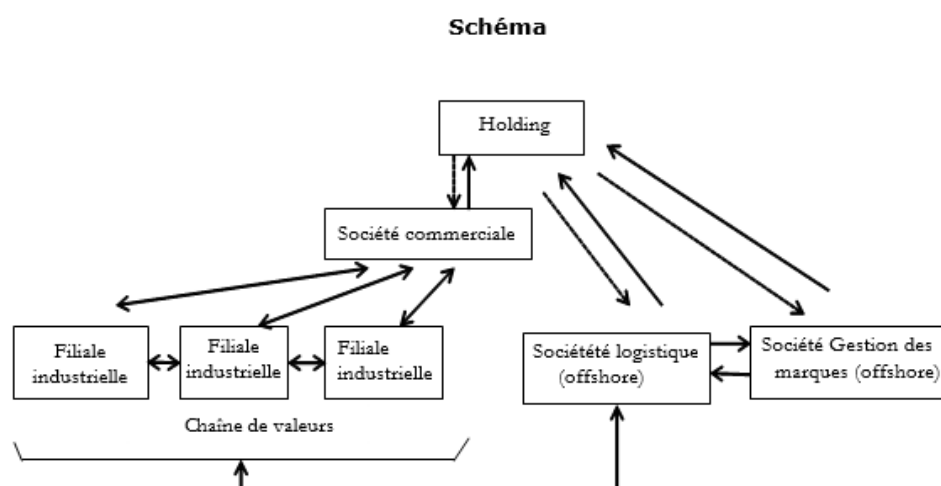 Schéma
Holding
Société commerciale
Filiale
industrielle
Filiale
industrielle
Filiale
industrielle
Sociétété logistique
(offshore)
Société Gestion des
marques (offshore)
Chaîne de valeurs